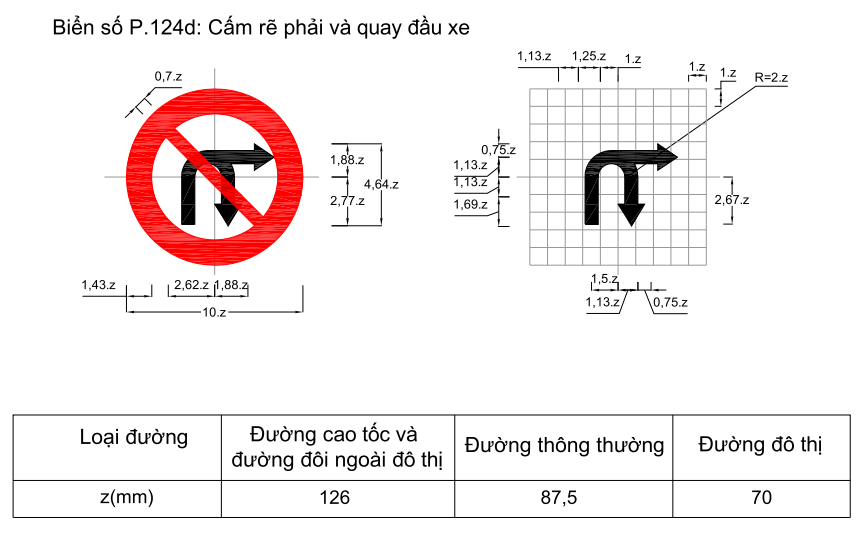 Biển số P.124d: Cấm rẽ phải và quay đầu xe
0,7.z
1,88.z
4,64.z
2,77.z
1,43.z
2,62.z
1,88.z
10.z
1,13.z
1,25.z
1.z
1.z
1.z
R=2.z
0,75.z
1,13.z
1,13.z
1,69.z
2,67.z
1,5.z
1,13.z
0,75.z
Loại đường
Đường cao tốc và
đường đôi ngoài đô thị
Đường thông thường
Đường đô thị
z(mm)
126
87,5
70